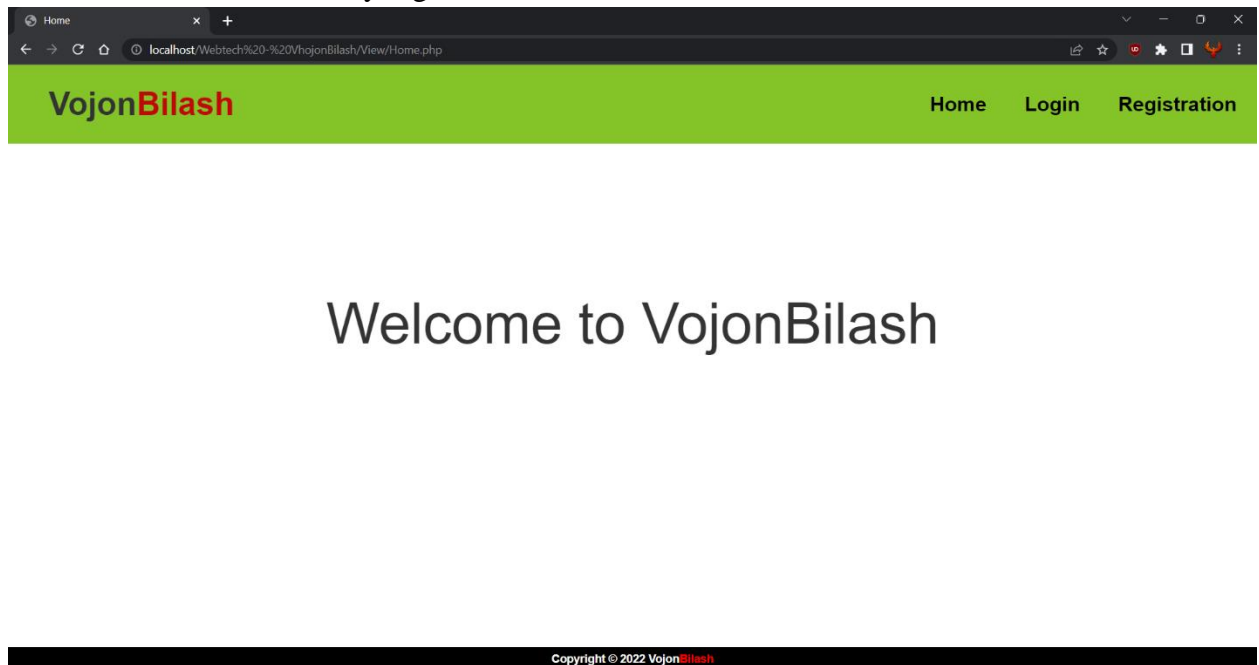 Home
localhost/Webtech%20-%20VhojonBilash/View/Home.php
VojonBilash
Home Login Registration
Welcome to VojonBilash
Copyright © 2022 VojonBilash